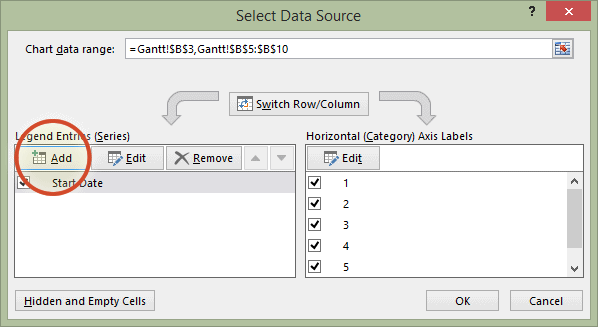 Select Data Source
?
Chart data range: =Gantt!$B$3,Gantt!$B$5:$B$10
Switch Row/Column
Legend Entries (Series)
Add Edit Remove
Start Date
Horizontal (Category) Axis Labels
Edit
1
2
3
4
5
Hidden and Empty Cells
OK Cancel